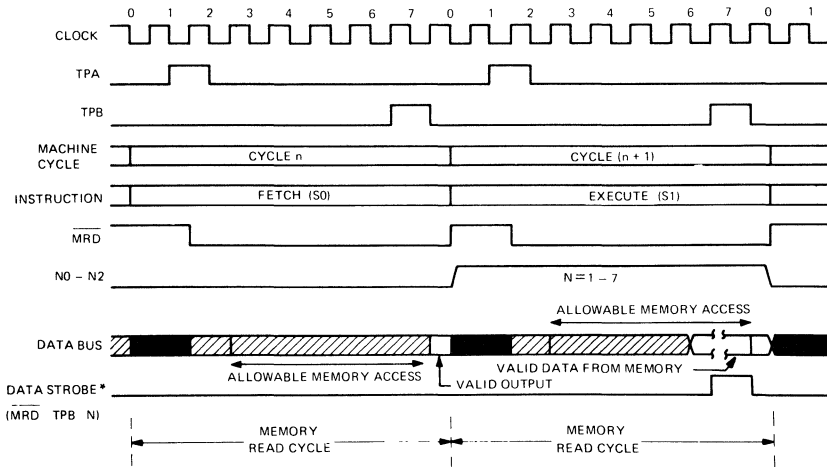 0 1 2 3 4 5 6 7 0 1 2 3 4 5 6 7 0 1
CLOCK
TPA
TPB
MACHINE
CYCLE
CYCLE n
CYCLE (n + 1)
INSTRUCTION
FETCH (S0)
EXECUTE (S1)
MRD
N0 – N2
N = 1 – 7
ALLOWABLE MEMORY ACCESS
DATA BUS
ALLOWABLE MEMORY ACCESS
VALID OUTPUT
VALID DATA FROM MEMORY
DATA STROBE*
(MRD TPB N)
MEMORY
READ CYCLE
MEMORY
READ CYCLE